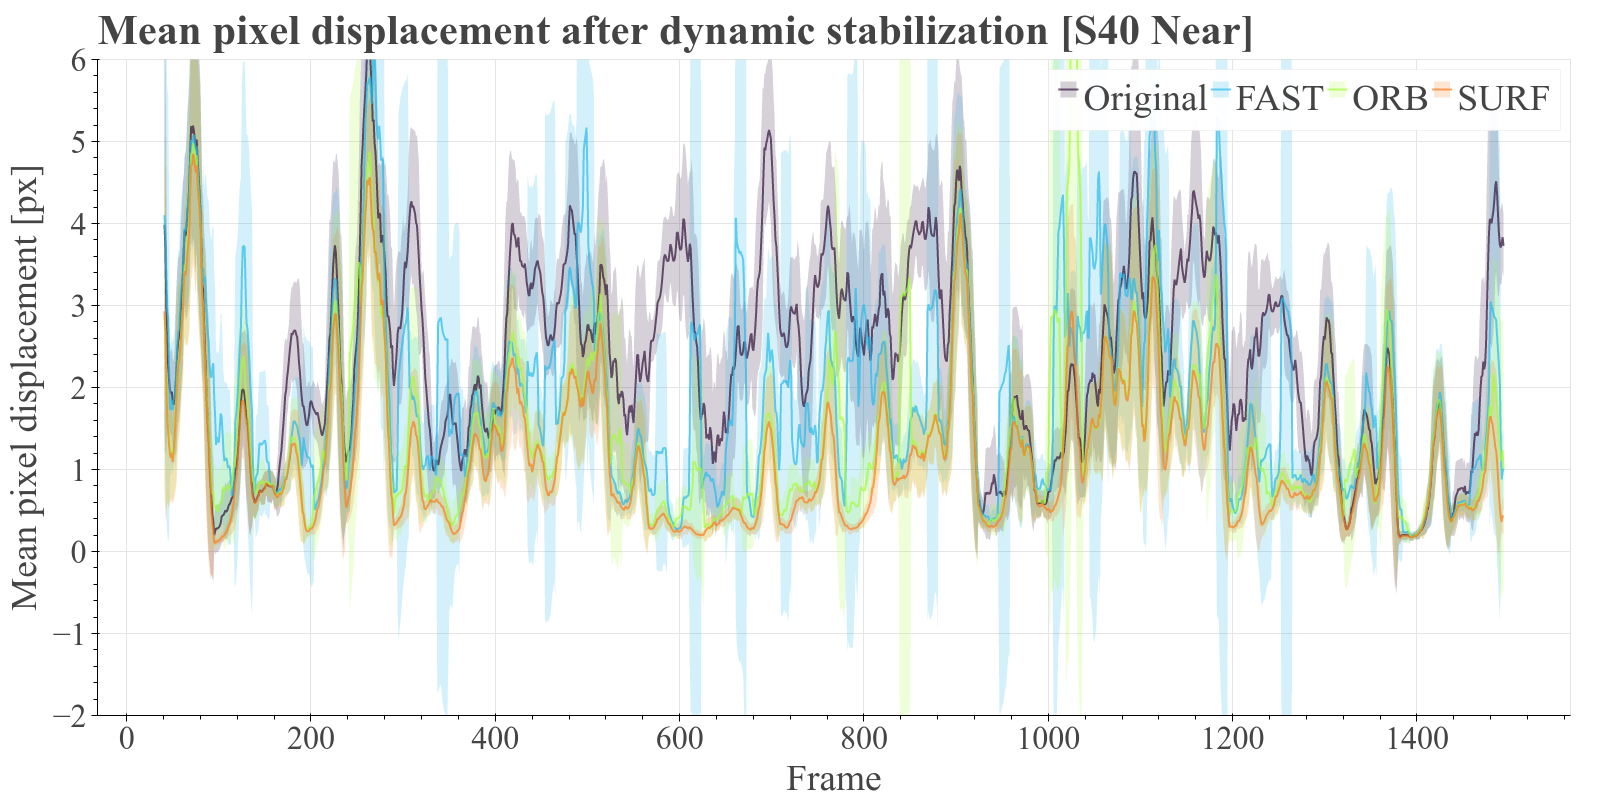 Mean pixel displacement after dynamic stabilization [S40 Near]
Original FAST ORB SURF
Mean pixel displacement [px]
6
5
4
3
2
1
0
−1
−2
0 200 400 600 800 1000 1200 1400
Frame